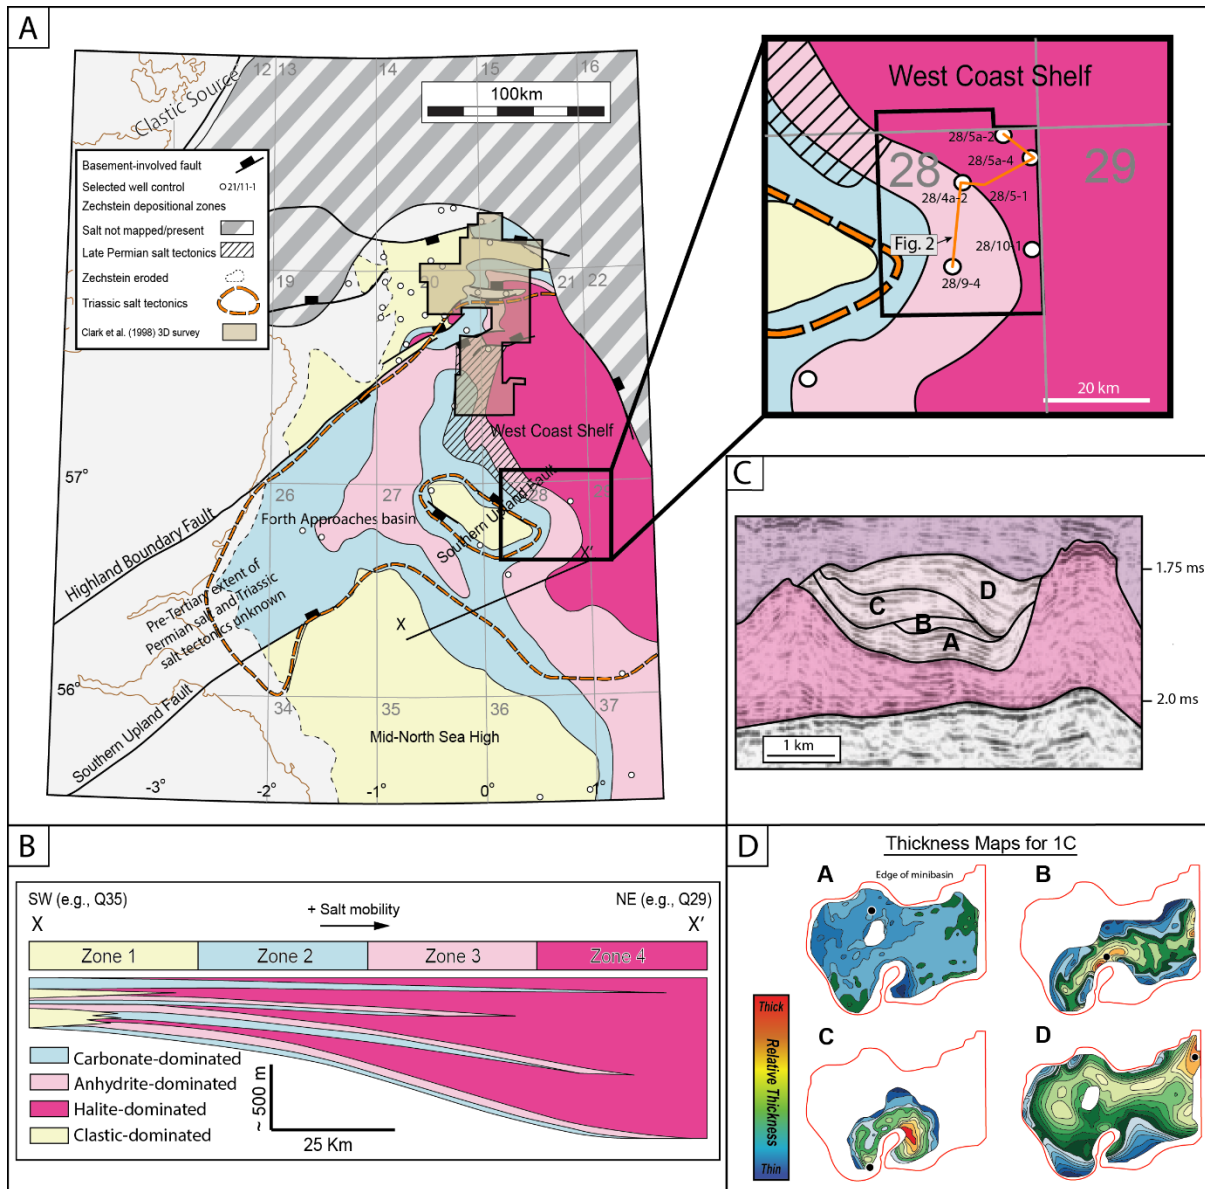 A
12 13
14
15
16
Clastic Source
100km
Basement-involved fault
Selected well control
21/11-1
Zechstein depositional zones
Salt not mapped/present
Late Permian salt tectonics
Zechstein eroded
Triassic salt tectonics
Clark et al. (1998) 3D survey
19
20
21 22
West Coast Shelf
57°
26
27
28
29
Forth Approaches basin
Southern Upland Fault
Highland Boundary Fault
X'
X
Pre-Tertiary extent of
Permian salt and Triassic
salt tectonics unknown
56°
34
35
36
37
Southern Upland Fault
Mid-North Sea High
-3°
-2°
-1°
0°
1°
West Coast Shelf
28/5a-2
28/5a-4
28
29
28/4a-2
28/5-1
Fig. 2
28/10-1
28/9-4
20 km
C
1.75 ms
C
D
B
A
2.0 ms
1 km
B
SW (e.g., Q35)
NE (e.g., Q29)
+ Salt mobility
X
X'
Zone 1
Zone 2
Zone 3
Zone 4
Carbonate-dominated
Anhydrite-dominated
Halite-dominated
Clastic-dominated
~ 500 m
25 Km
D
Thickness Maps for 1C
A
Edge of minibasin
B
Thick
Relative Thickness
Thin
C
D